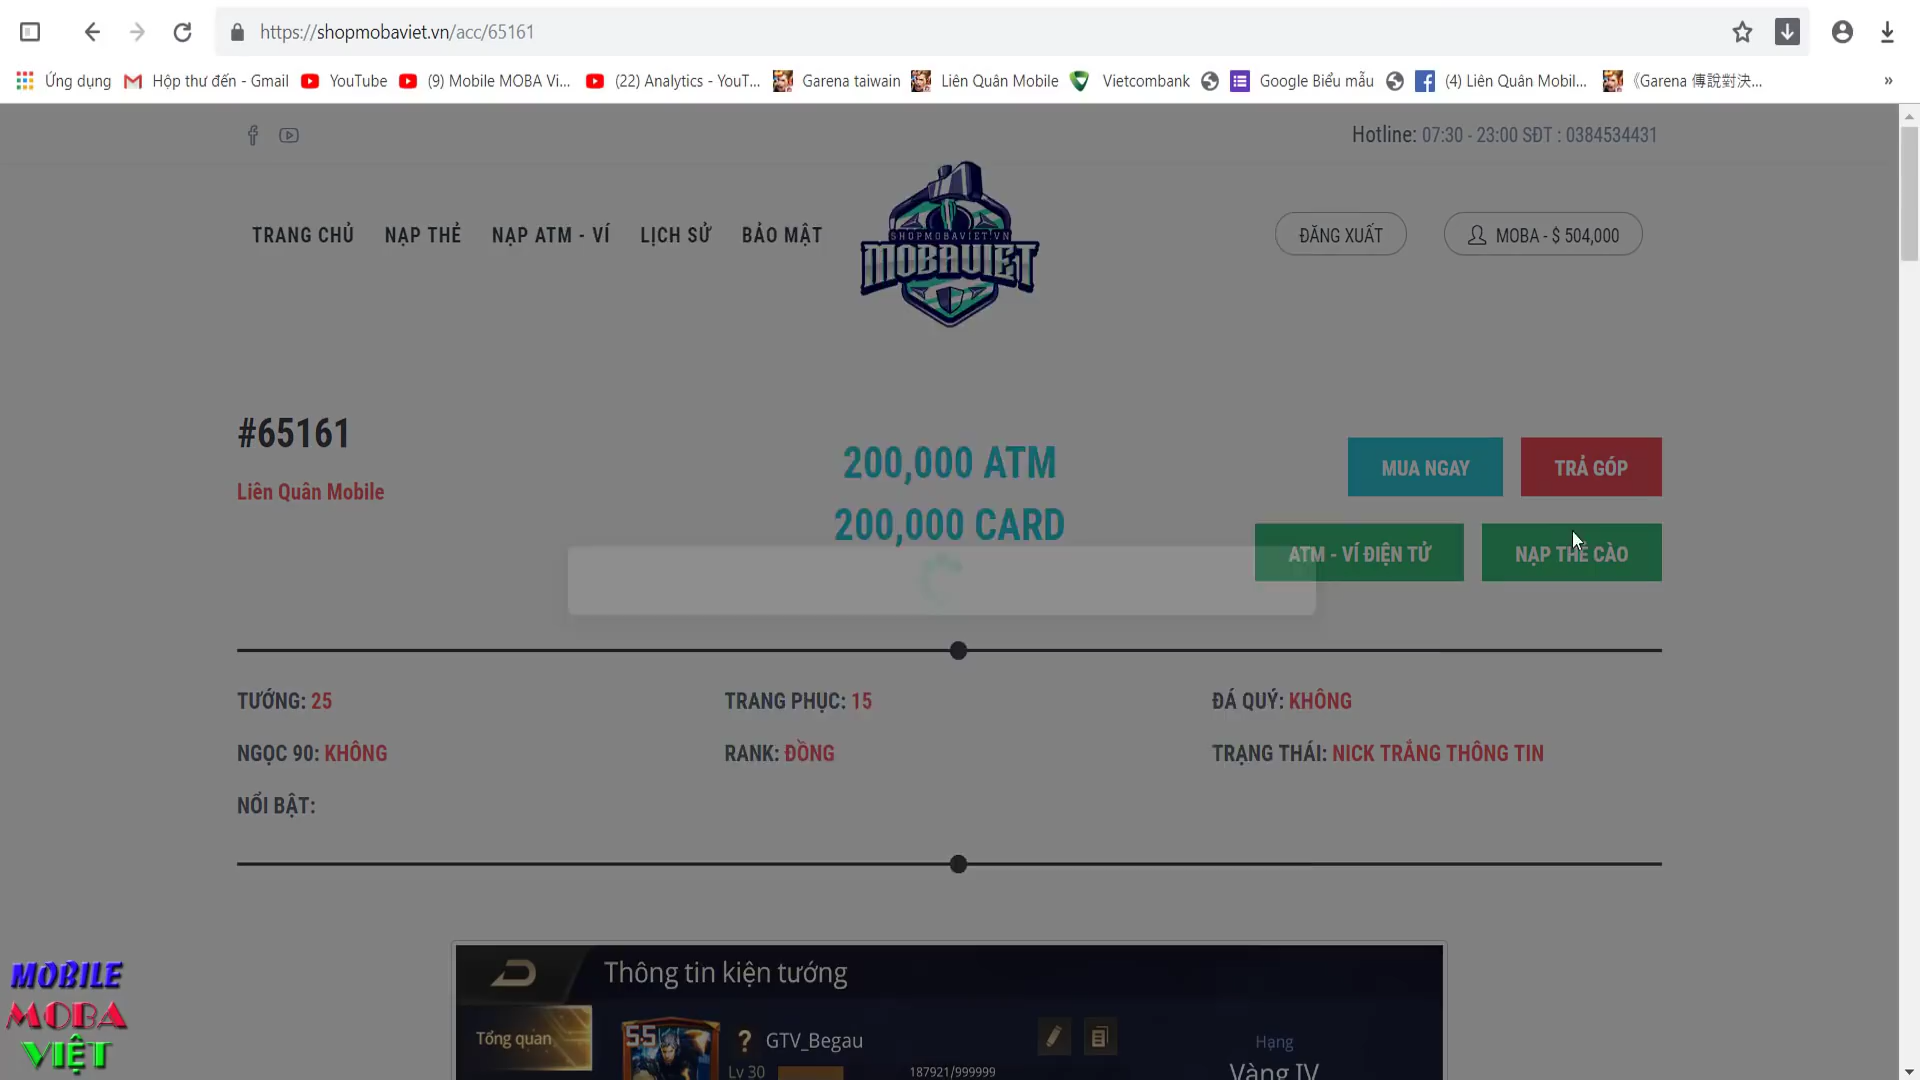 https://shopmobaviet.vn/acc/65161
Ứng dụng
Hộp thư đến - Gmail
YouTube
(9) Mobile MOBA Vi...
(22) Analytics - YouT...
Garena taiwain
Liên Quân Mobile
Vietcombank
Google Biểu mẫu
(4) Liên Quân Mobil...
《Garena 傳說對決...
»
Hotline: 07:30 - 23:00 SĐT : 0384534431
TRANG CHỦ
NẠP THẺ
NẠP ATM - VÍ
LỊCH SỬ
BẢO MẬT
SHOPMOBAVIET.VN
MOBAVIET
ĐĂNG XUẤT
MOBA - $ 504,000
#65161
Liên Quân Mobile
200,000 ATM
200,000 CARD
MUA NGAY
TRẢ GÓP
ATM - VÍ ĐIỆN TỬ
NẠP THẺ CÀO
TƯỚNG: 25
TRANG PHỤC: 15
ĐÁ QUÝ: KHÔNG
NGỌC 90: KHÔNG
RANK: ĐỒNG
TRẠNG THÁI: NICK TRẮNG THÔNG TIN
NỔI BẬT:
Thông tin kiện tướng
Tổng quan
55
? GTV_Begau
Lv 30
187921/999999
Hạng
Vàng IV
MOBILE
MOBA
VIỆT